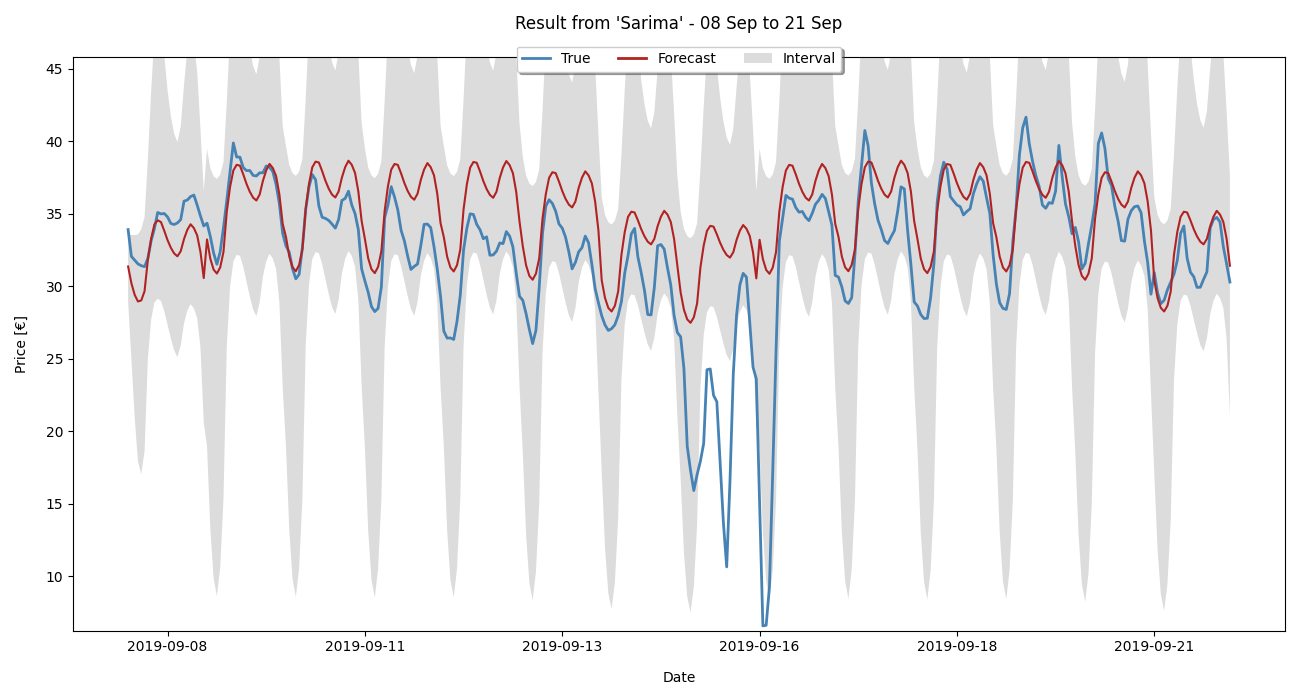 Result from 'Sarima' - 08 Sep to 21 Sep
True Forecast Interval
45
40
35
30
25
20
15
10
Price [€]
2019-09-08 2019-09-11 2019-09-13 2019-09-16 2019-09-18 2019-09-21
Date